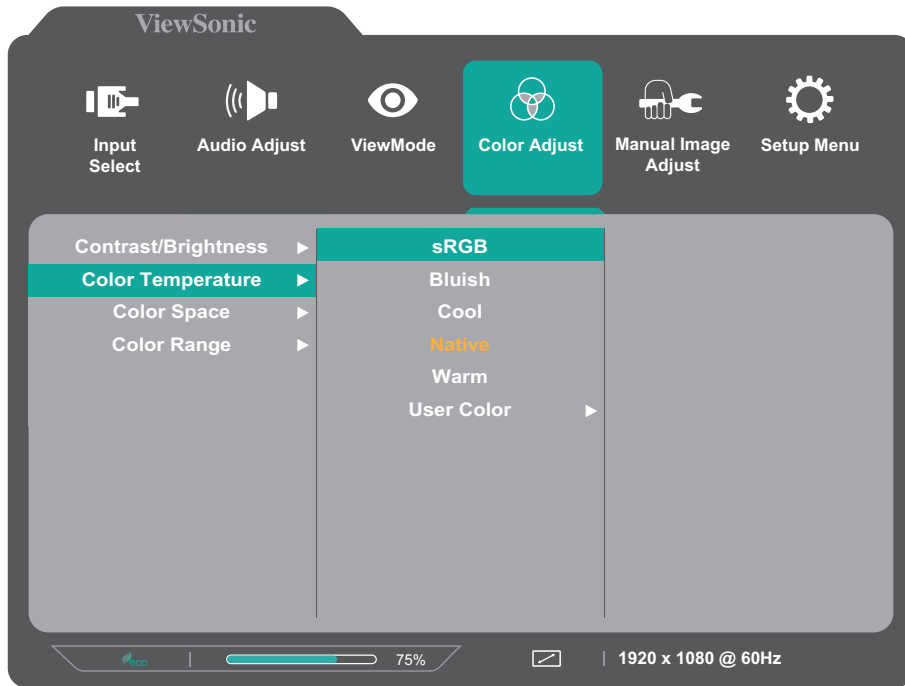 ViewSonic
Input
Select
Audio Adjust
ViewMode
Color Adjust
Manual Image
Adjust
Setup Menu
Contrast/Brightness
Color Temperature
Color Space
Color Range
sRGB
Bluish
Cool
Native
Warm
User Color
eco
75%
1920 x 1080 @ 60Hz